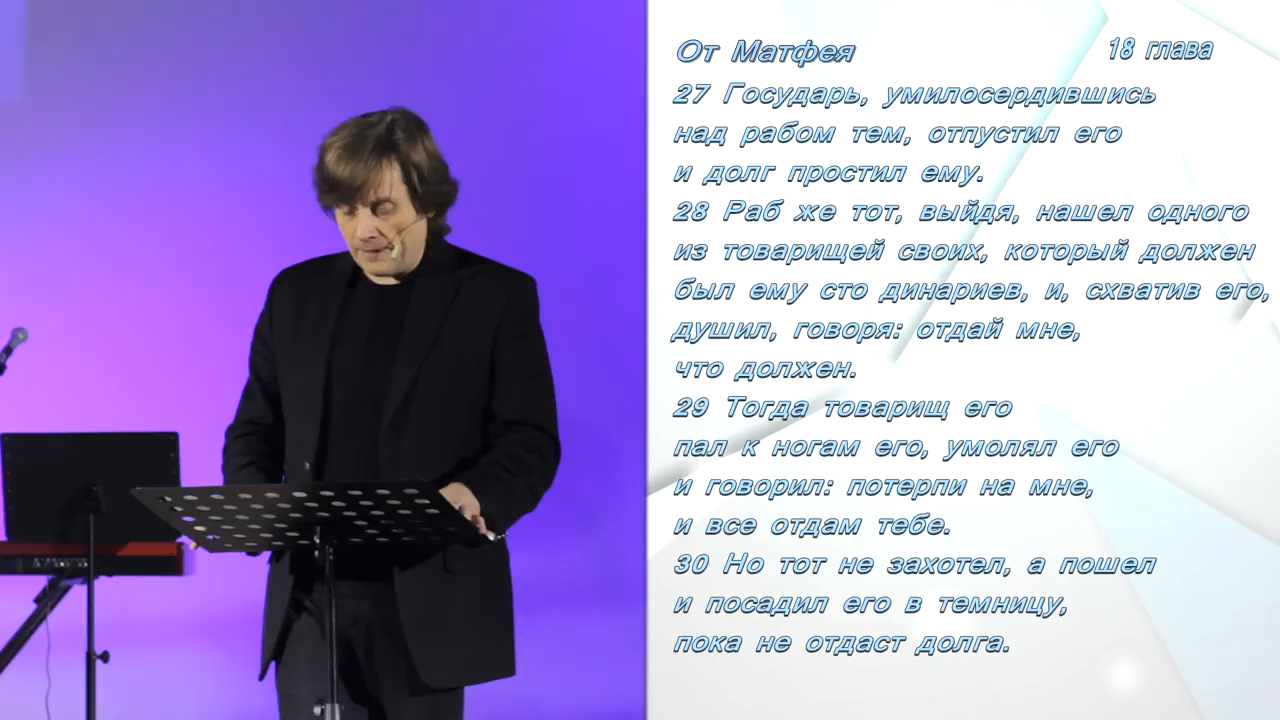 От Матфея 18 глава
27 Государь, умилосердившись
над рабом тем, отпустил его
и долг простил ему.
28 Раб же тот, выйдя, нашел одного
из товарищей своих, который должен
был ему сто динариев, и, схватив его,
душил, говоря: отдай мне,
что должен.
29 Тогда товарищ его
пал к ногам его, умолял его
и говорил: потерпи на мне,
и все отдам тебе.
30 Но тот не захотел, а пошел
и посадил его в темницу,
пока не отдаст долга.